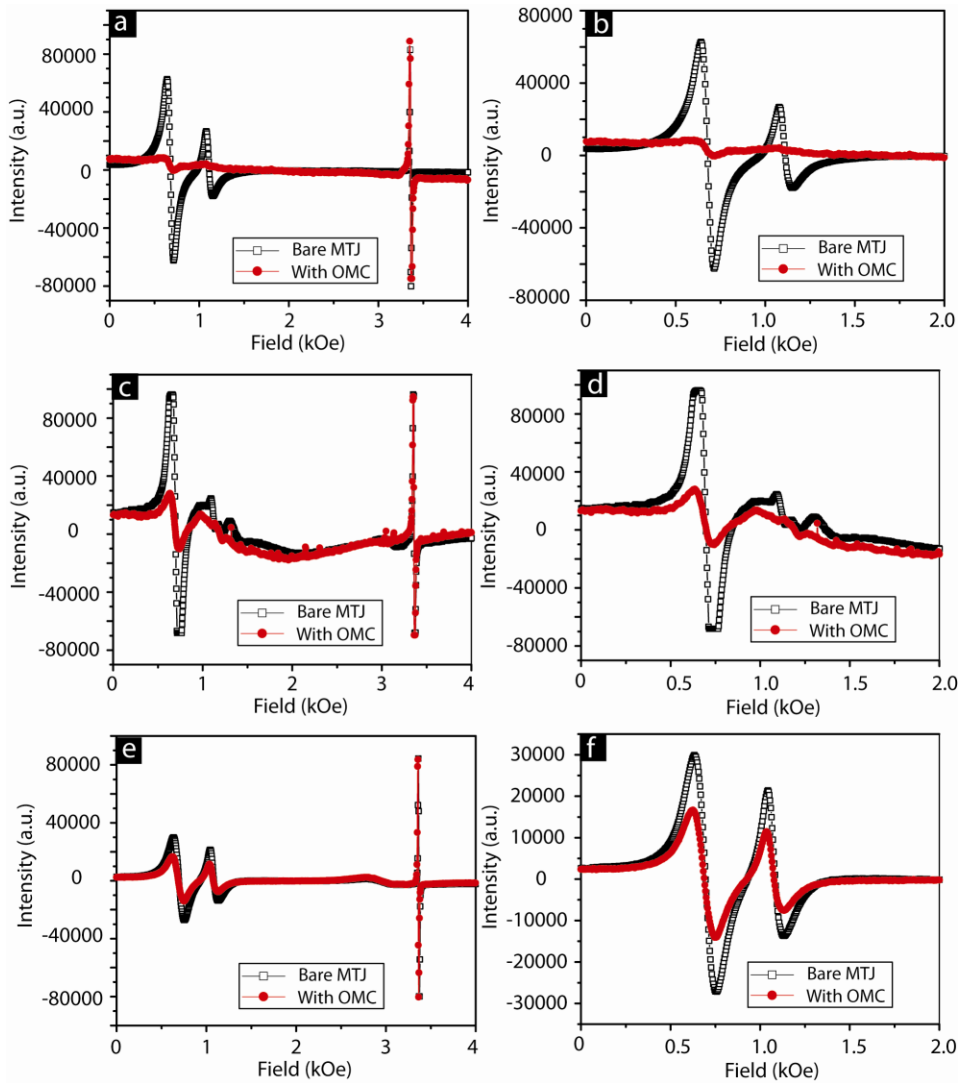 a
80000
40000
0
-40000
-80000
Intensity (a.u.)
Bare MTJ
With OMC
0 1 2 3 4
Field (kOe)
b
80000
40000
0
-40000
-80000
Intensity (a.u.)
Bare MTJ
With OMC
0 0.5 1.0 1.5 2.0
Field (kOe)
c
80000
40000
0
-40000
-80000
Intensity (a.u.)
Bare MTJ
With OMC
0 1 2 3 4
Field (kOe)
d
80000
40000
0
-40000
-80000
Intensity (a.u.)
Bare MTJ
With OMC
0 0.5 1.0 1.5 2.0
Field (kOe)
e
80000
40000
0
-40000
-80000
Intensity (a.u.)
Bare MTJ
With OMC
0 1 2 3 4
Field (kOe)
f
30000
20000
10000
0
-10000
-20000
-30000
Intensity (a.u.)
Bare MTJ
With OMC
0 0.5 1.0 1.5 2.0
Field (kOe)